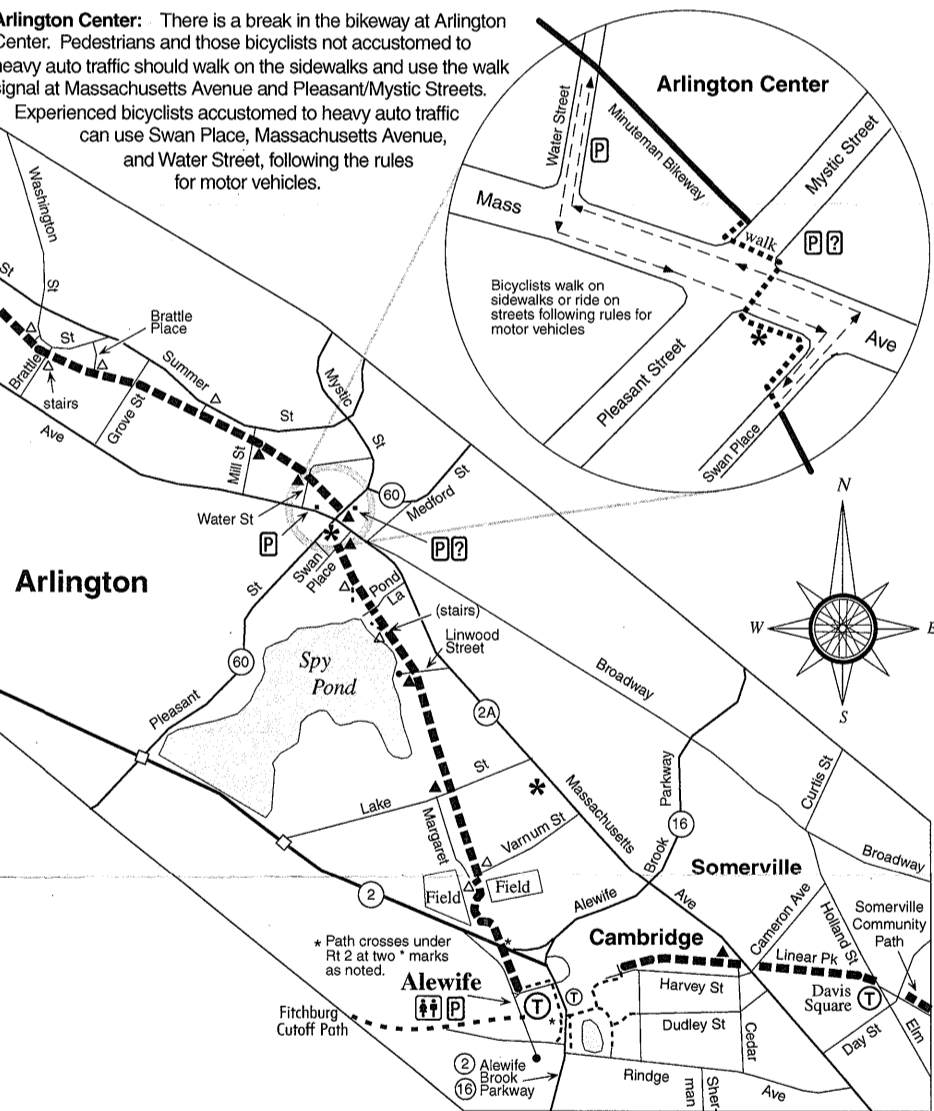 Arlington Center: There is a break in the bikeway at Arlington
Center. Pedestrians and those bicyclists not accustomed to
heavy auto traffic should walk on the sidewalks and use the walk
signal at Massachusetts Avenue and Pleasant/Mystic Streets.
Experienced bicyclists accustomed to heavy auto traffic
can use Swan Place, Massachusetts Avenue,
and Water Street, following the rules
for motor vehicles.
Arlington Center
Water Street
P
Minuteman Bikeway
Mystic Street
Mass
walk
P ?
Bicyclists walk on
sidewalks or ride on
streets following rules for
motor vehicles
*
Ave
Pleasant Street
Swan Place
Washington
St
St
St
Brattle
Place
Brattle
stairs
Summer
St
Mystic
St
Ave
Grove St
Mill St
60
Medford
St
Water St
P
*
P ?
Swan
Place
Arlington
St
Pond
La
(stairs)
Linwood
Street
N
W
E
S
Spy
Pond
60
Pleasant
Broadway
2A
St
Lake
*
Massachusetts
Parkway
Curtis St
Margaret
Varnum St
16
Brook
Somerville
Broadway
Field
Field
2
Alewife
Ave
Cameron Ave
Holland St
Somerville
Community
Path
* Path crosses under
Rt 2 at two * marks
as noted.
*
Cambridge
Linear Pk
Alewife
P
T
T
Harvey St
Davis
Square
T
Fitchburg
Cutoff Path
*
Dudley St
Cedar
Day St
Elm
2 Alewife
Brook
16 Parkway
Rindge
Sher-
man
Ave